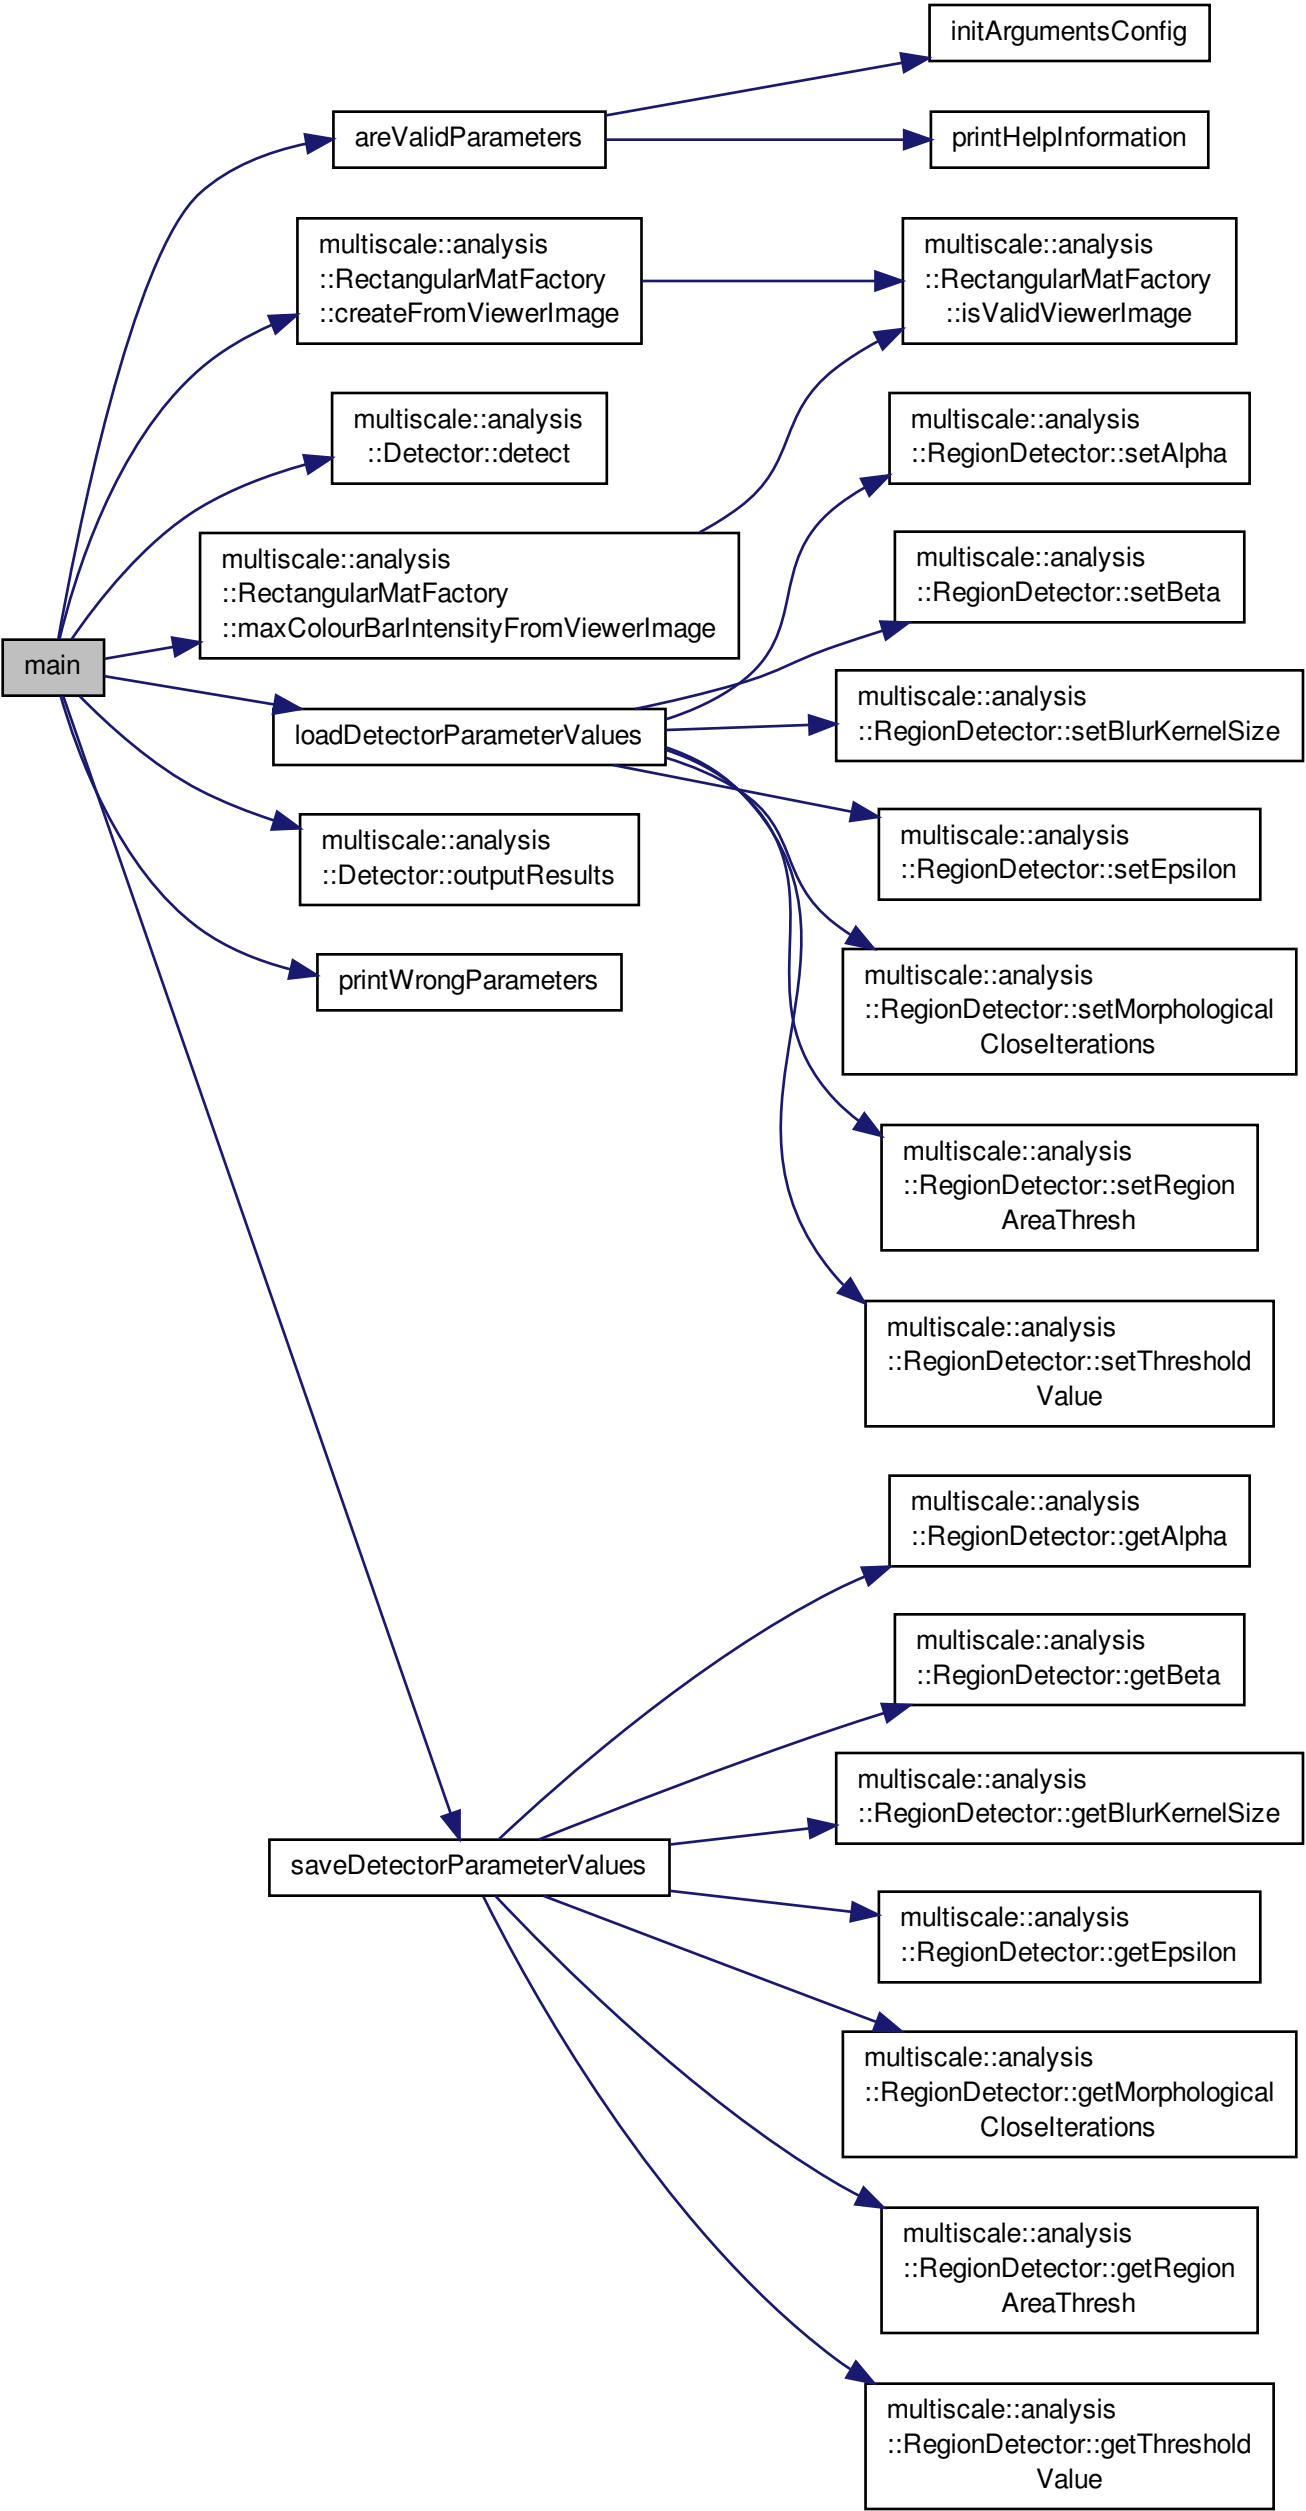 initArgumentsConfig
areValidParameters
printHelpInformation
multiscale::analysis
::RectangularMatFactory
::createFromViewerImage
multiscale::analysis
::RectangularMatFactory
::isValidViewerImage
multiscale::analysis
::Detector::detect
multiscale::analysis
::RegionDetector::setAlpha
multiscale::analysis
::RectangularMatFactory
::maxColourBarIntensityFromViewerImage
multiscale::analysis
::RegionDetector::setBeta
main
loadDetectorParameterValues
multiscale::analysis
::RegionDetector::setBlurKernelSize
multiscale::analysis
::Detector::outputResults
multiscale::analysis
::RegionDetector::setEpsilon
printWrongParameters
multiscale::analysis
::RegionDetector::setMorphological
CloseIterations
multiscale::analysis
::RegionDetector::setRegion
AreaThresh
multiscale::analysis
::RegionDetector::setThreshold
Value
multiscale::analysis
::RegionDetector::getAlpha
multiscale::analysis
::RegionDetector::getBeta
multiscale::analysis
::RegionDetector::getBlurKernelSize
saveDetectorParameterValues
multiscale::analysis
::RegionDetector::getEpsilon
multiscale::analysis
::RegionDetector::getMorphological
CloseIterations
multiscale::analysis
::RegionDetector::getRegion
AreaThresh
multiscale::analysis
::RegionDetector::getThreshold
Value